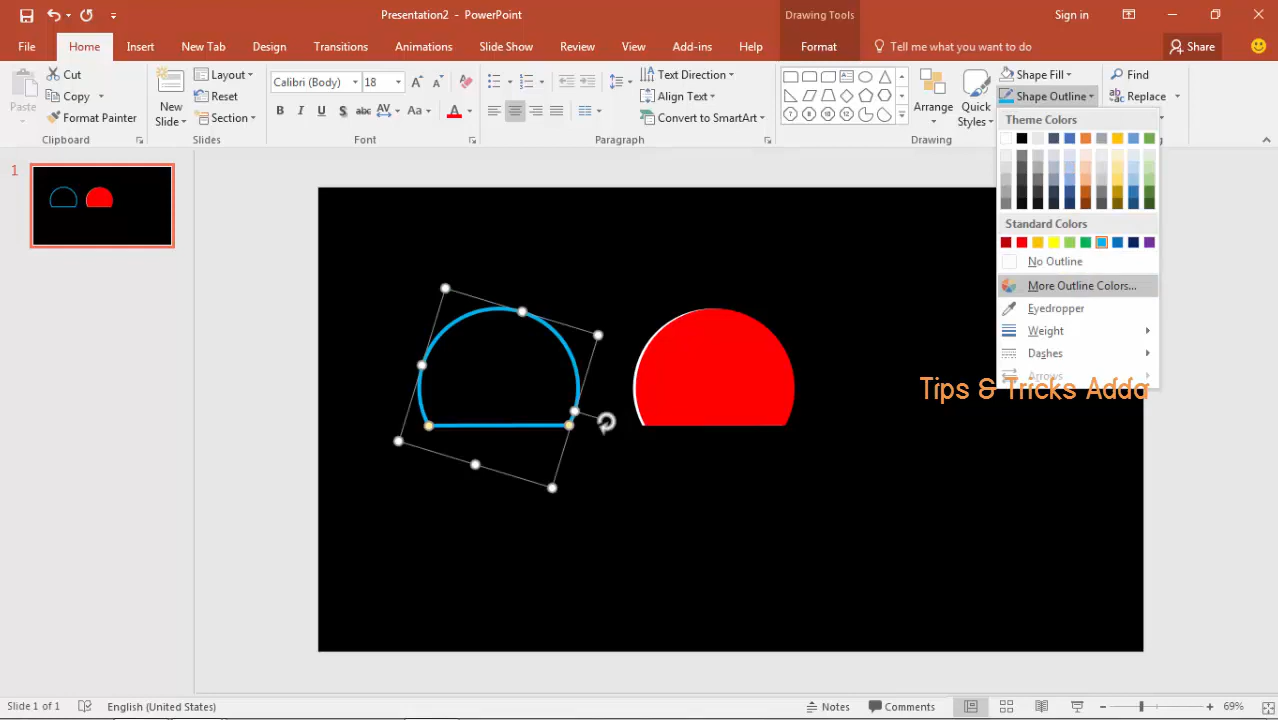 Presentation2 - PowerPoint
Drawing Tools
Sign in
File
Home
Insert
New Tab
Design
Transitions
Animations
Slide Show
Review
View
Add-ins
Help
Format
Tell me what you want to do
Share
Paste
Cut
Copy
Format Painter
Clipboard
New
Slide
Layout
Reset
Section
Slides
Calibri (Body)
18
B
I
U
S
abc
AV
Aa
A
Font
Text Direction
Align Text
Convert to SmartArt
Paragraph
Arrange
Quick
Styles
Drawing
Shape Fill
Shape Outline
Find
Replace
Theme Colors
Standard Colors
No Outline
More Outline Colors...
Eyedropper
Weight
Dashes
Arrows
Tips & Tricks Adda
1
Slide 1 of 1
English (United States)
Notes
Comments
69%